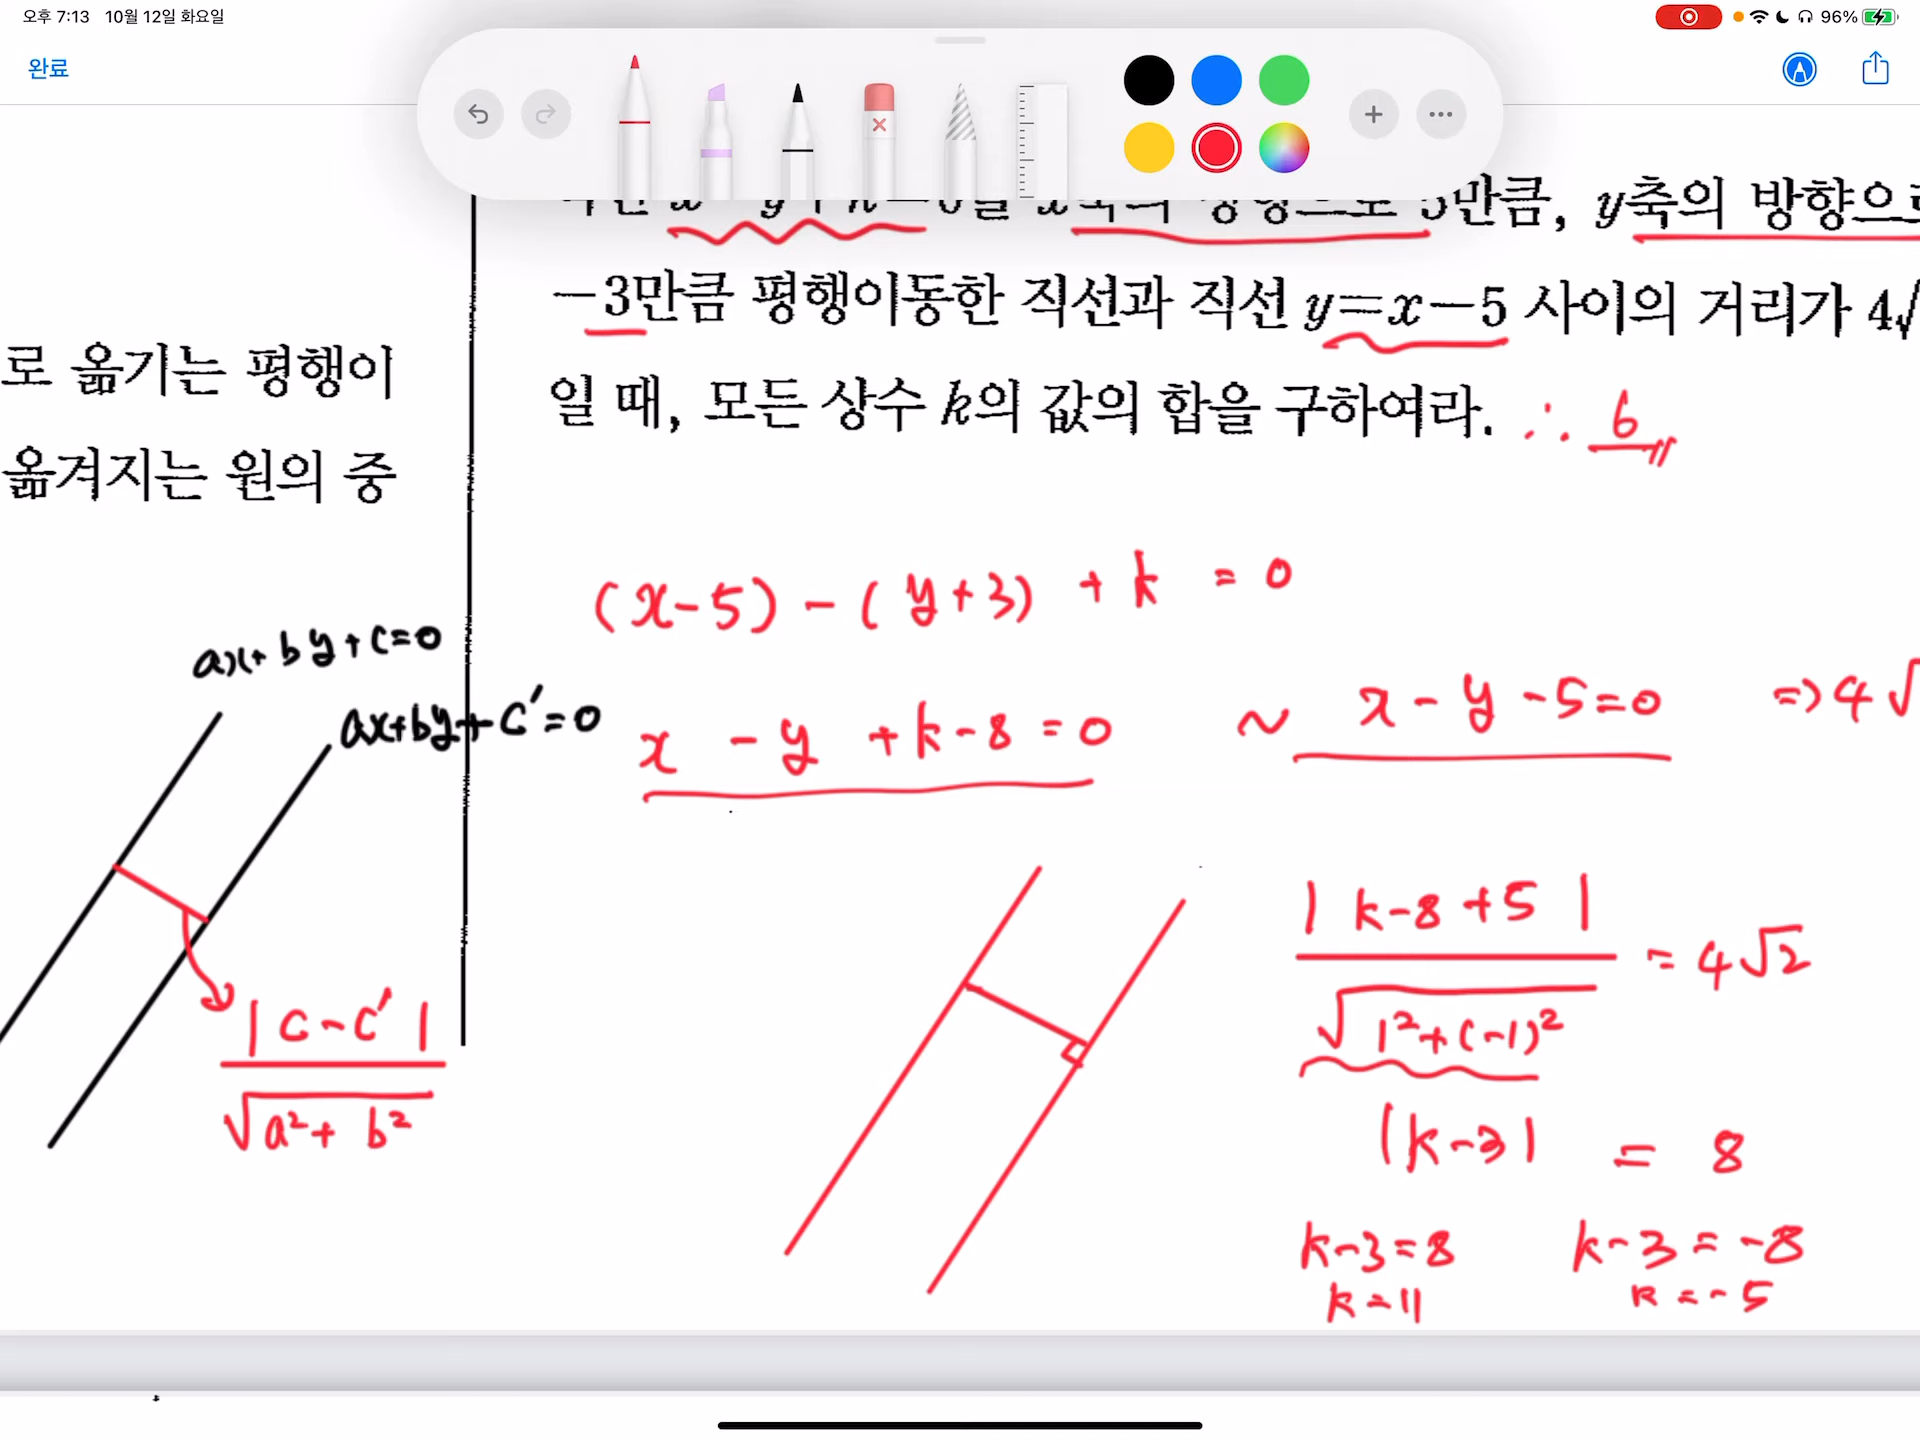 오후 7:13 10월 12일 화요일
96%
완료
만큼, y축의 방향으로
-3만큼 평행이동한 직선과 직선 y=x-5 사이의 거리가 4√
일 때, 모든 상수 k의 값의 합을 구하여라. ∴ 6
로 옮기는 평행이
옮겨지는 원의 중
(x-5) - (y+3) + k = 0
ax+by+c=0
ax+by+c'=0
x - y + k-8 = 0 ~ x - y - 5 = 0 => 4√
|k-8+5| / √1²+(-1)² = 4√2
|c-c'| / √a²+b²
|k-3| = 8
k-3=8 k-3=-8
k=11 k=-5